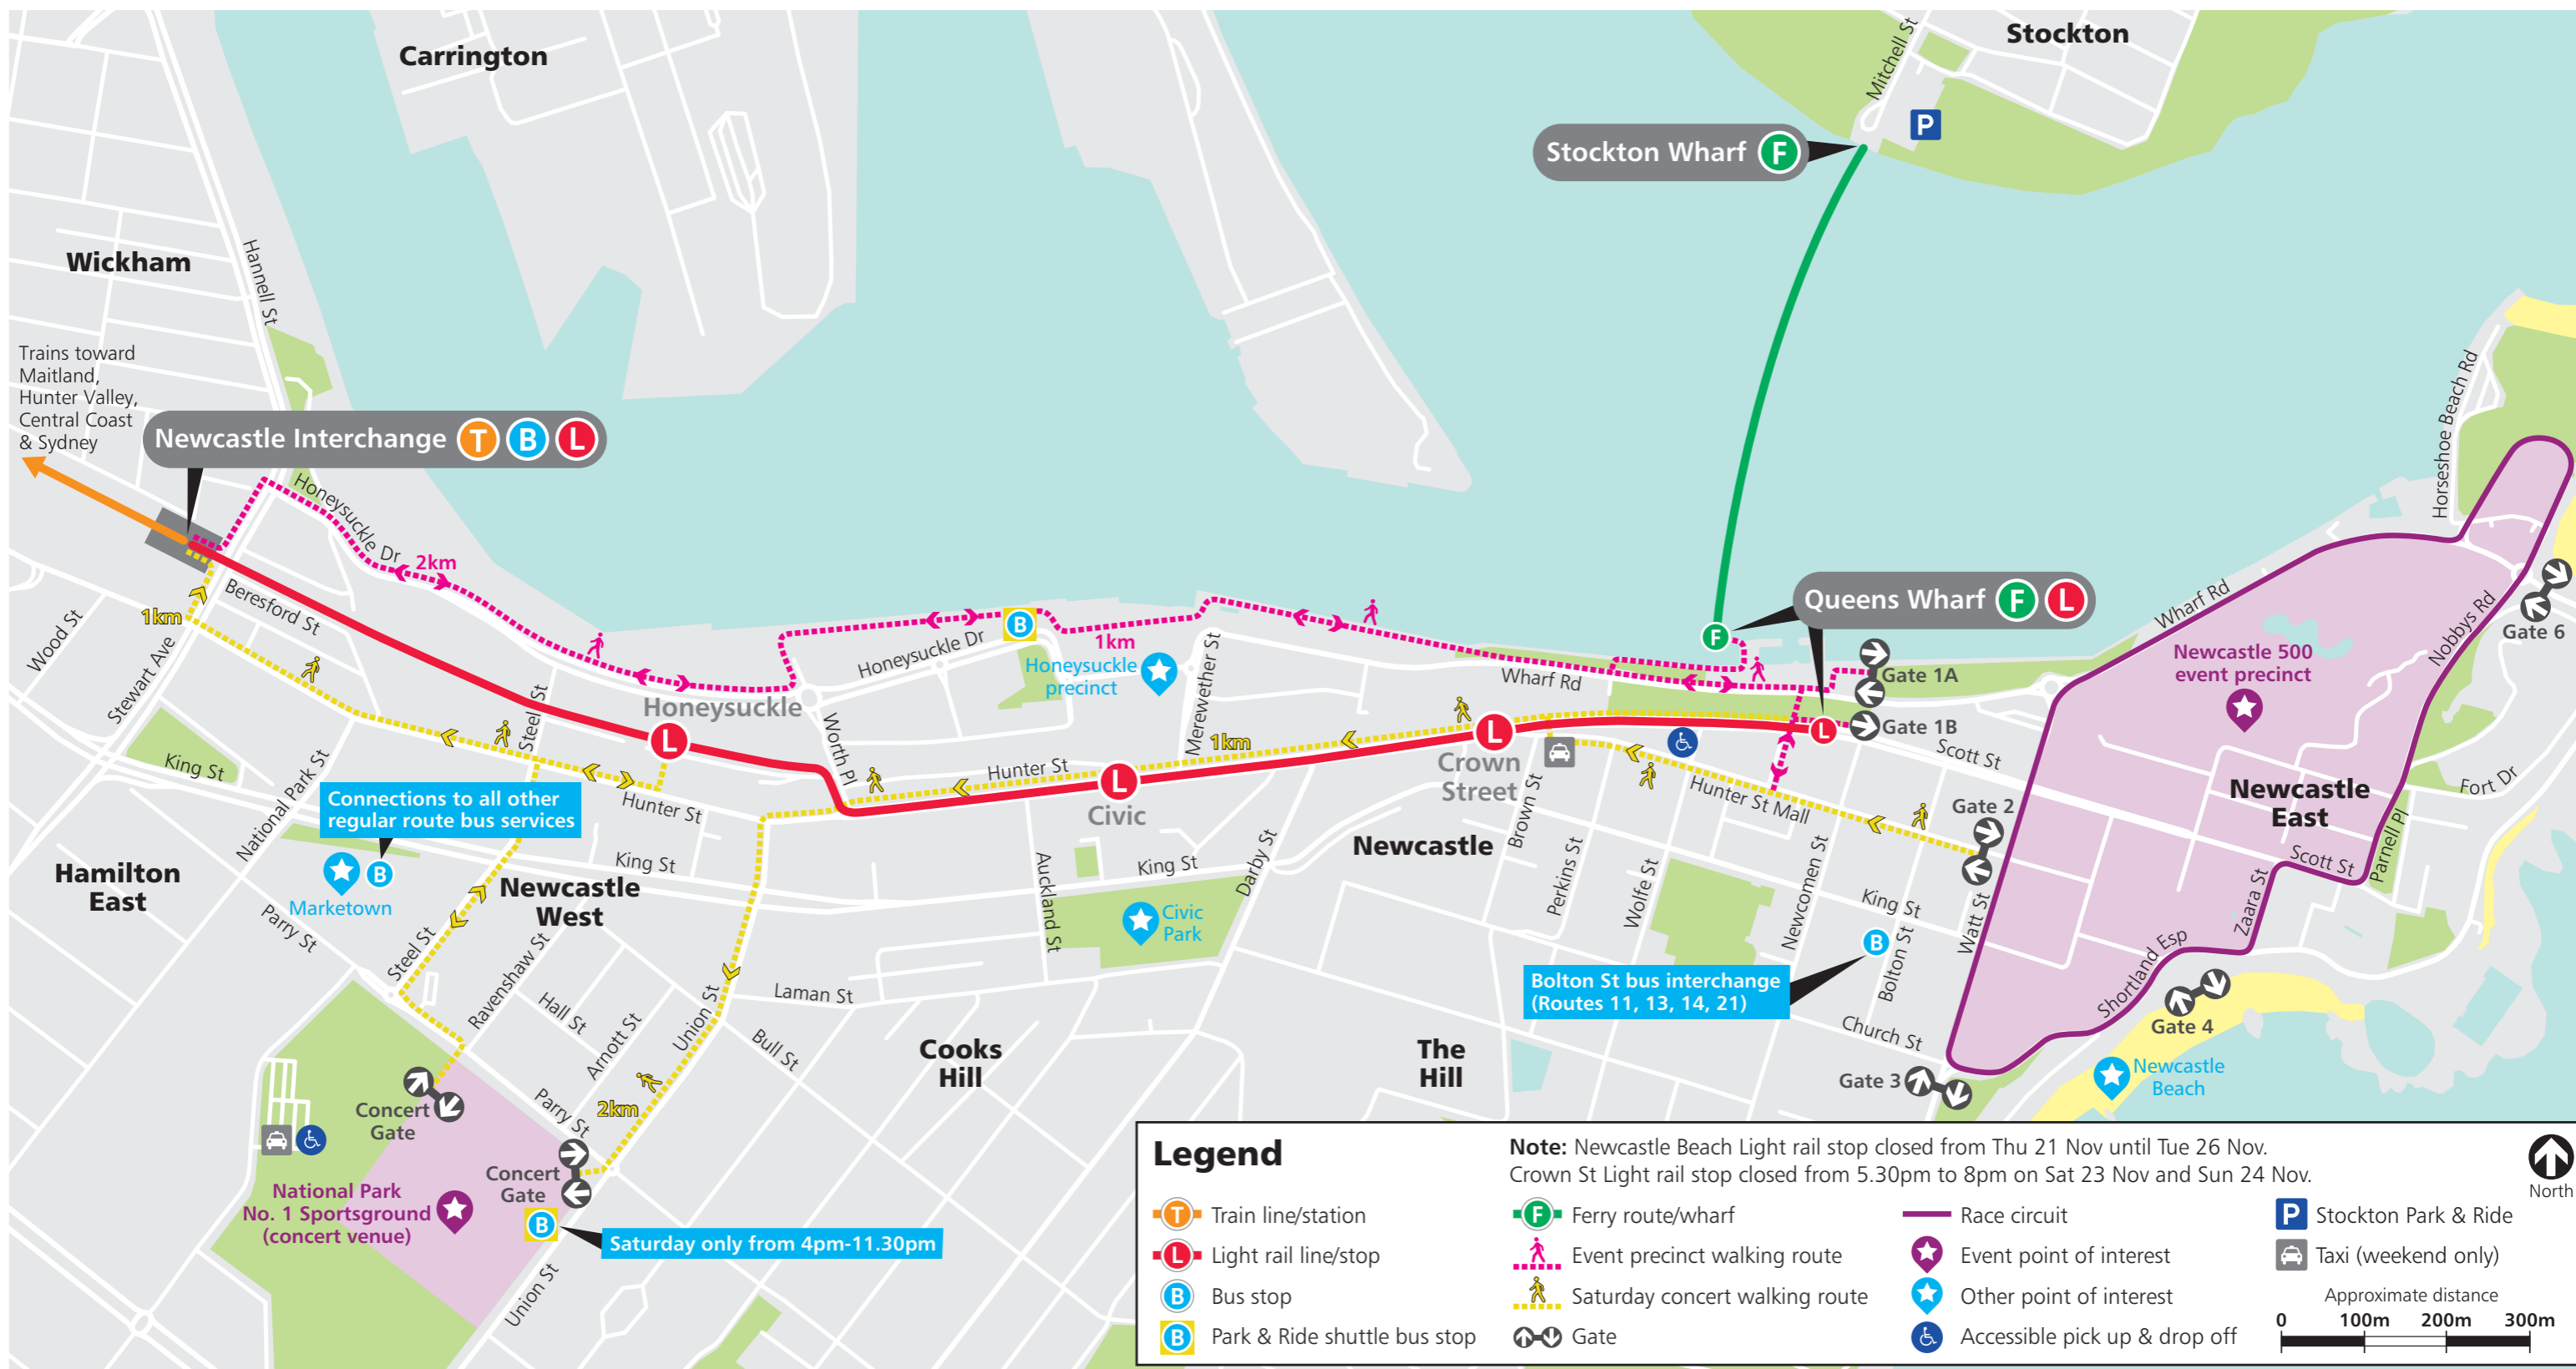 Carrington
Stockton
Mitchell St
P
Stockton Wharf F
Wickham
Hannell St
Trains toward
Maitland,
Hunter Valley,
Central Coast
& Sydney
Newcastle Interchange T B L
Horseshoe Beach Rd
Honeysuckle Dr
2km
Beresford St
1km
Wood St
Stewart Ave
Queens Wharf F L
Wharf Rd
Nobbys Rd
Gate 6
B
F
Honeysuckle Dr
1km
Honeysuckle
precinct
Merewether St
Wharf Rd
Gate 1A
Newcastle 500
event precinct
Steel St
Honeysuckle
L
Worth Pl
1km
L
L
Gate 1B
Scott St
King St
National Park St
Hunter St
Hunter St
L
Civic
Crown
Street
Brown St
Hunter St Mall
Gate 2
Newcastle
East
Fort Dr
Parnell Pl
Connections to all other
regular route bus services
B
Marketown
Hamilton
East
Newcastle
West
King St
Auckland St
King St
Darby St
Newcastle
Perkins St
Wolfe St
Newcomen St
King St
Scott St
Zaara St
Parry St
Steel St
Ravenshaw St
Civic
Park
B
Bolton St
Watt St
Shortland Esp
Bolton St bus interchange
(Routes 11, 13, 14, 21)
Hall St
Arnott St
Union St
Laman St
Bull St
Cooks
Hill
The
Hill
Church St
Gate 4
Gate 3
Newcastle
Beach
Concert
Gate
Parry St
2km
Concert
Gate
National Park
No. 1 Sportsground
(concert venue)
B
Saturday only from 4pm-11.30pm
Union St
Legend
Note: Newcastle Beach Light rail stop closed from Thu 21 Nov until Tue 26 Nov.
Crown St Light rail stop closed from 5.30pm to 8pm on Sat 23 Nov and Sun 24 Nov.
North
T Train line/station
L Light rail line/stop
B Bus stop
B Park & Ride shuttle bus stop
F Ferry route/wharf
Event precinct walking route
Saturday concert walking route
Gate
Race circuit
Event point of interest
Other point of interest
Accessible pick up & drop off
P Stockton Park & Ride
Taxi (weekend only)
Approximate distance
0 100m 200m 300m